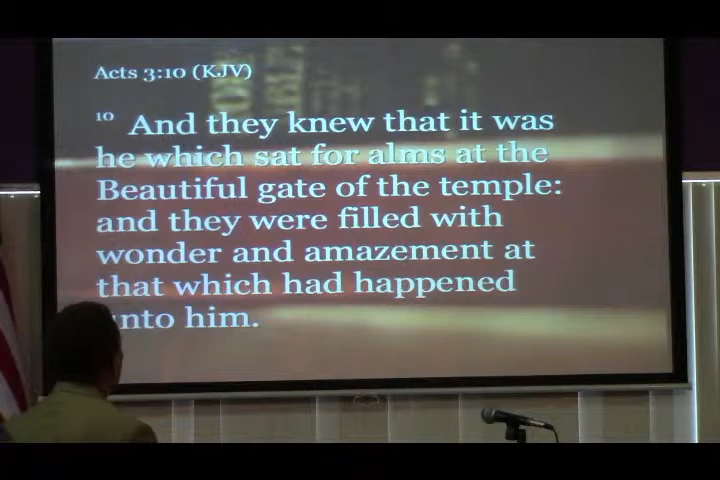 Acts 3:10 (KJV)
10 And they knew that it was
he which sat for alms at the
Beautiful gate of the temple:
and they were filled with
wonder and amazement at
that which had happened
unto him.